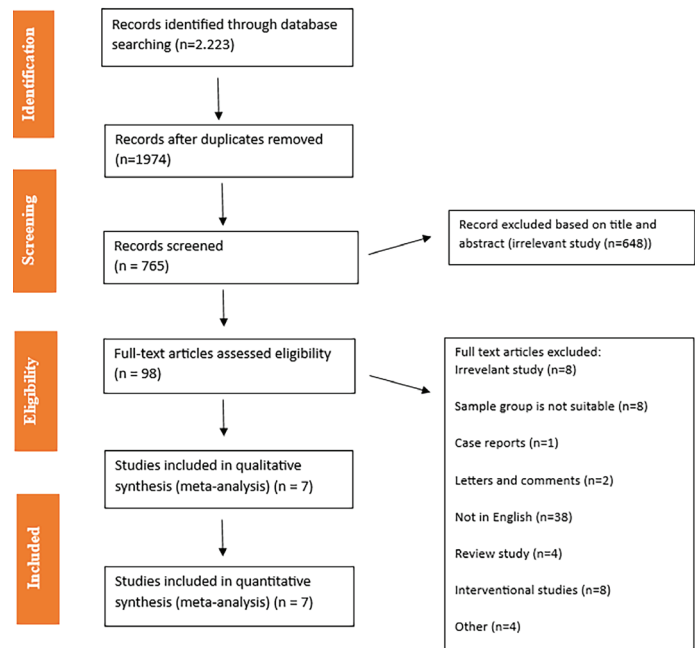 Identification
Records identified through database
searching (n=2.223)
Records after duplicates removed
(n=1974)
Screening
Records screened
(n = 765)
Record excluded based on title and
abstract (irrelevant study (n=648))
Eligibility
Full-text articles assessed eligibility
(n = 98)
Full text articles excluded:
Irrevelant study (n=8)
Sample group is not suitable (n=8)
Case reports (n=1)
Letters and comments (n=2)
Not in English (n=38)
Review study (n=4)
Interventional studies (n=8)
Other (n=4)
Studies included in qualitative
synthesis (meta-analysis) (n = 7)
Included
Studies included in quantitative
synthesis (meta-analysis) (n = 7)